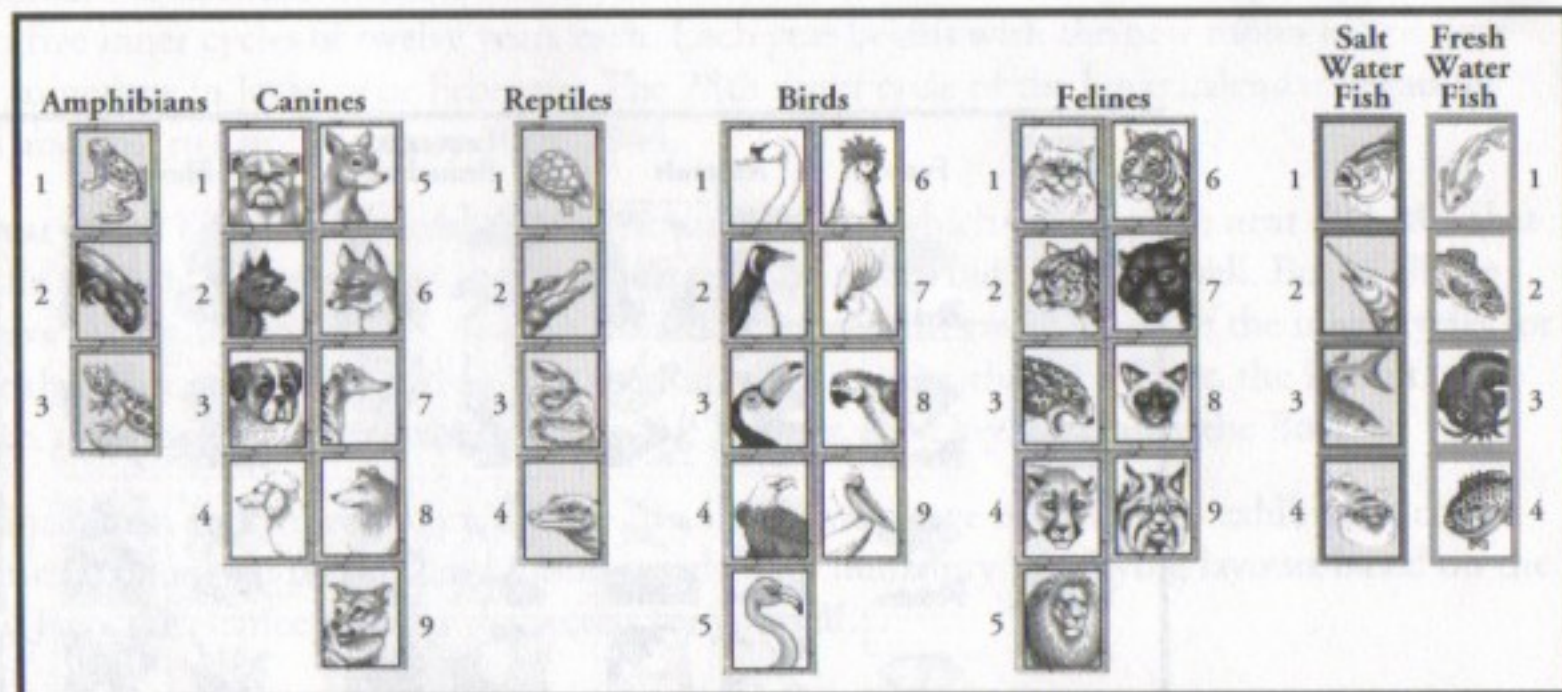 Salt Fresh
Water Water
Amphibians Canines Reptiles Birds Felines Fish Fish
1 1 5 1 1 6 1 6 1 1
2 2 6 2 2 7 2 7 2 2
3 3 7 3 3 8 3 8 3 3
4 8 4 4 9 4 9 4 4
9 5 5